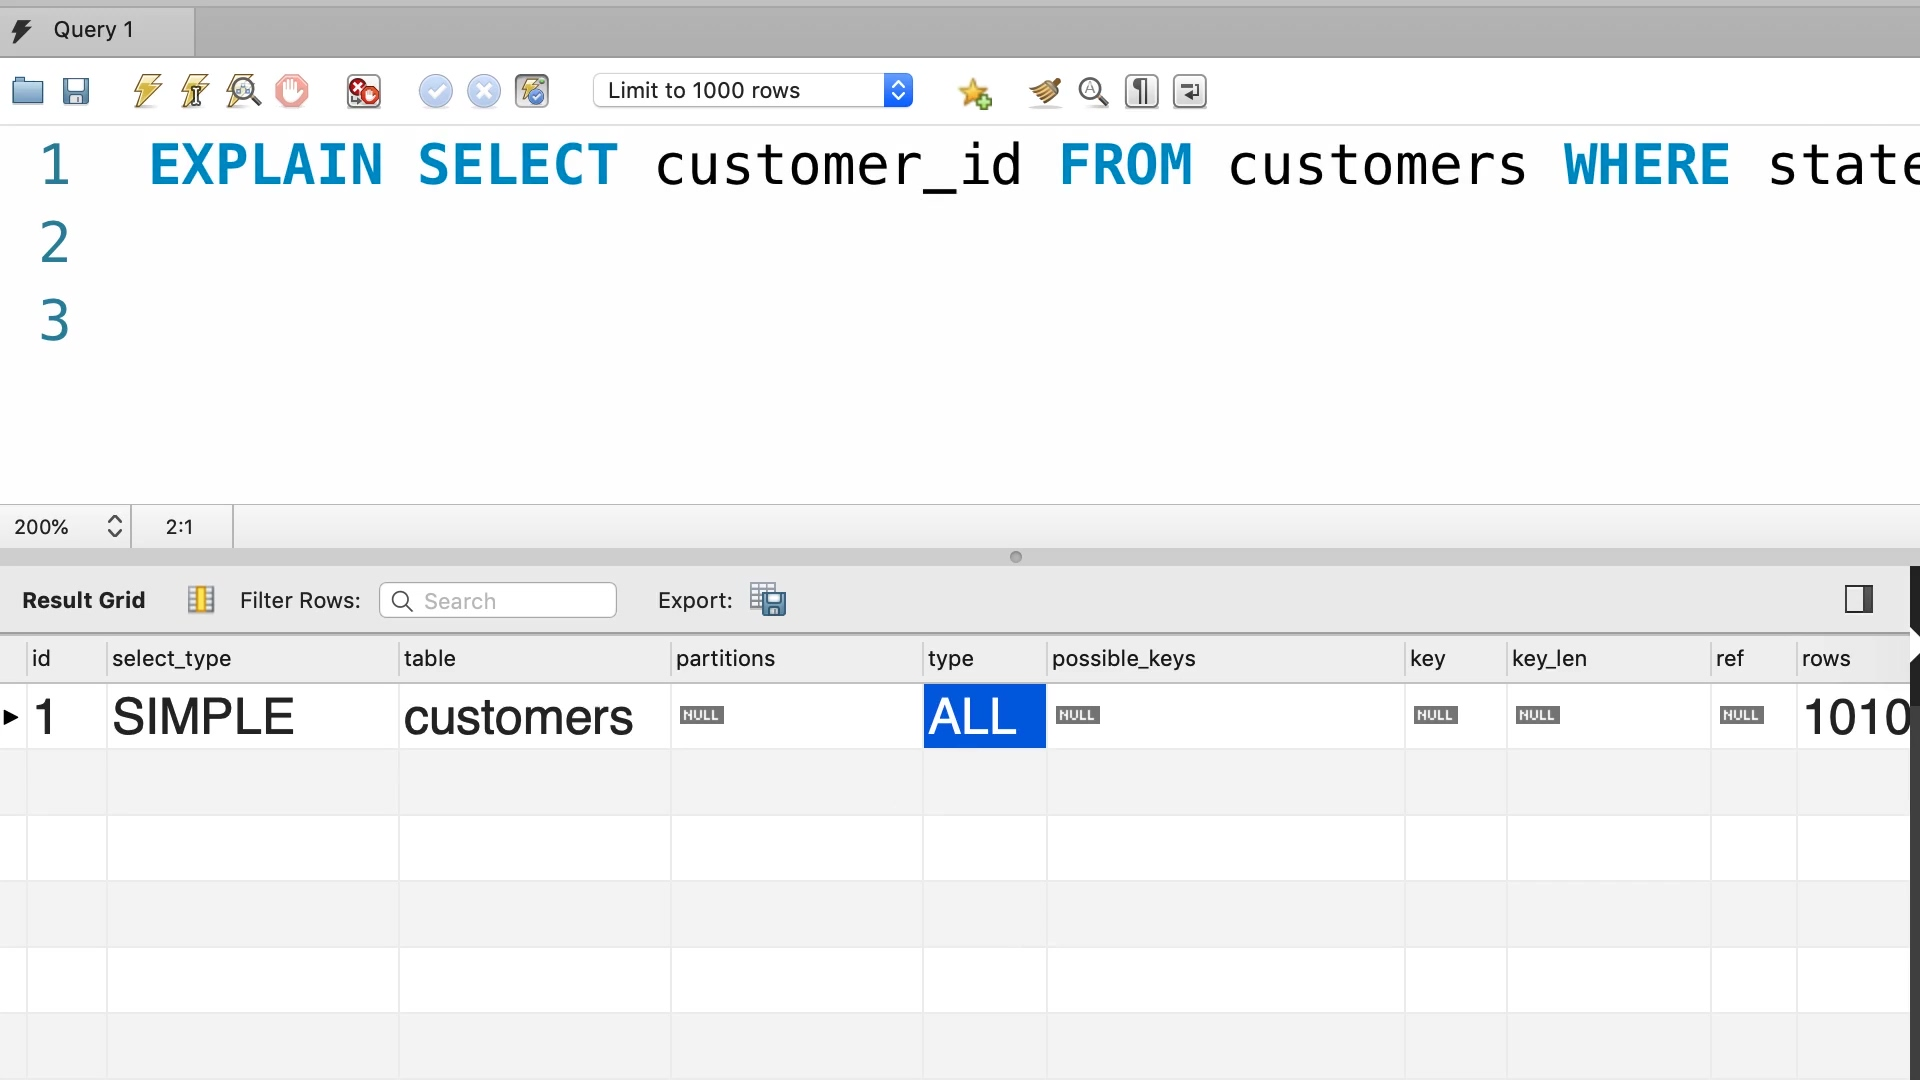 Query 1
Limit to 1000 rows
1 EXPLAIN SELECT customer_id FROM customers WHERE state
2
3
200% 2:1
Result Grid Filter Rows: Search Export:
id select_type table partitions type possible_keys key key_len ref rows
1 SIMPLE customers NULL ALL NULL NULL NULL NULL 1010